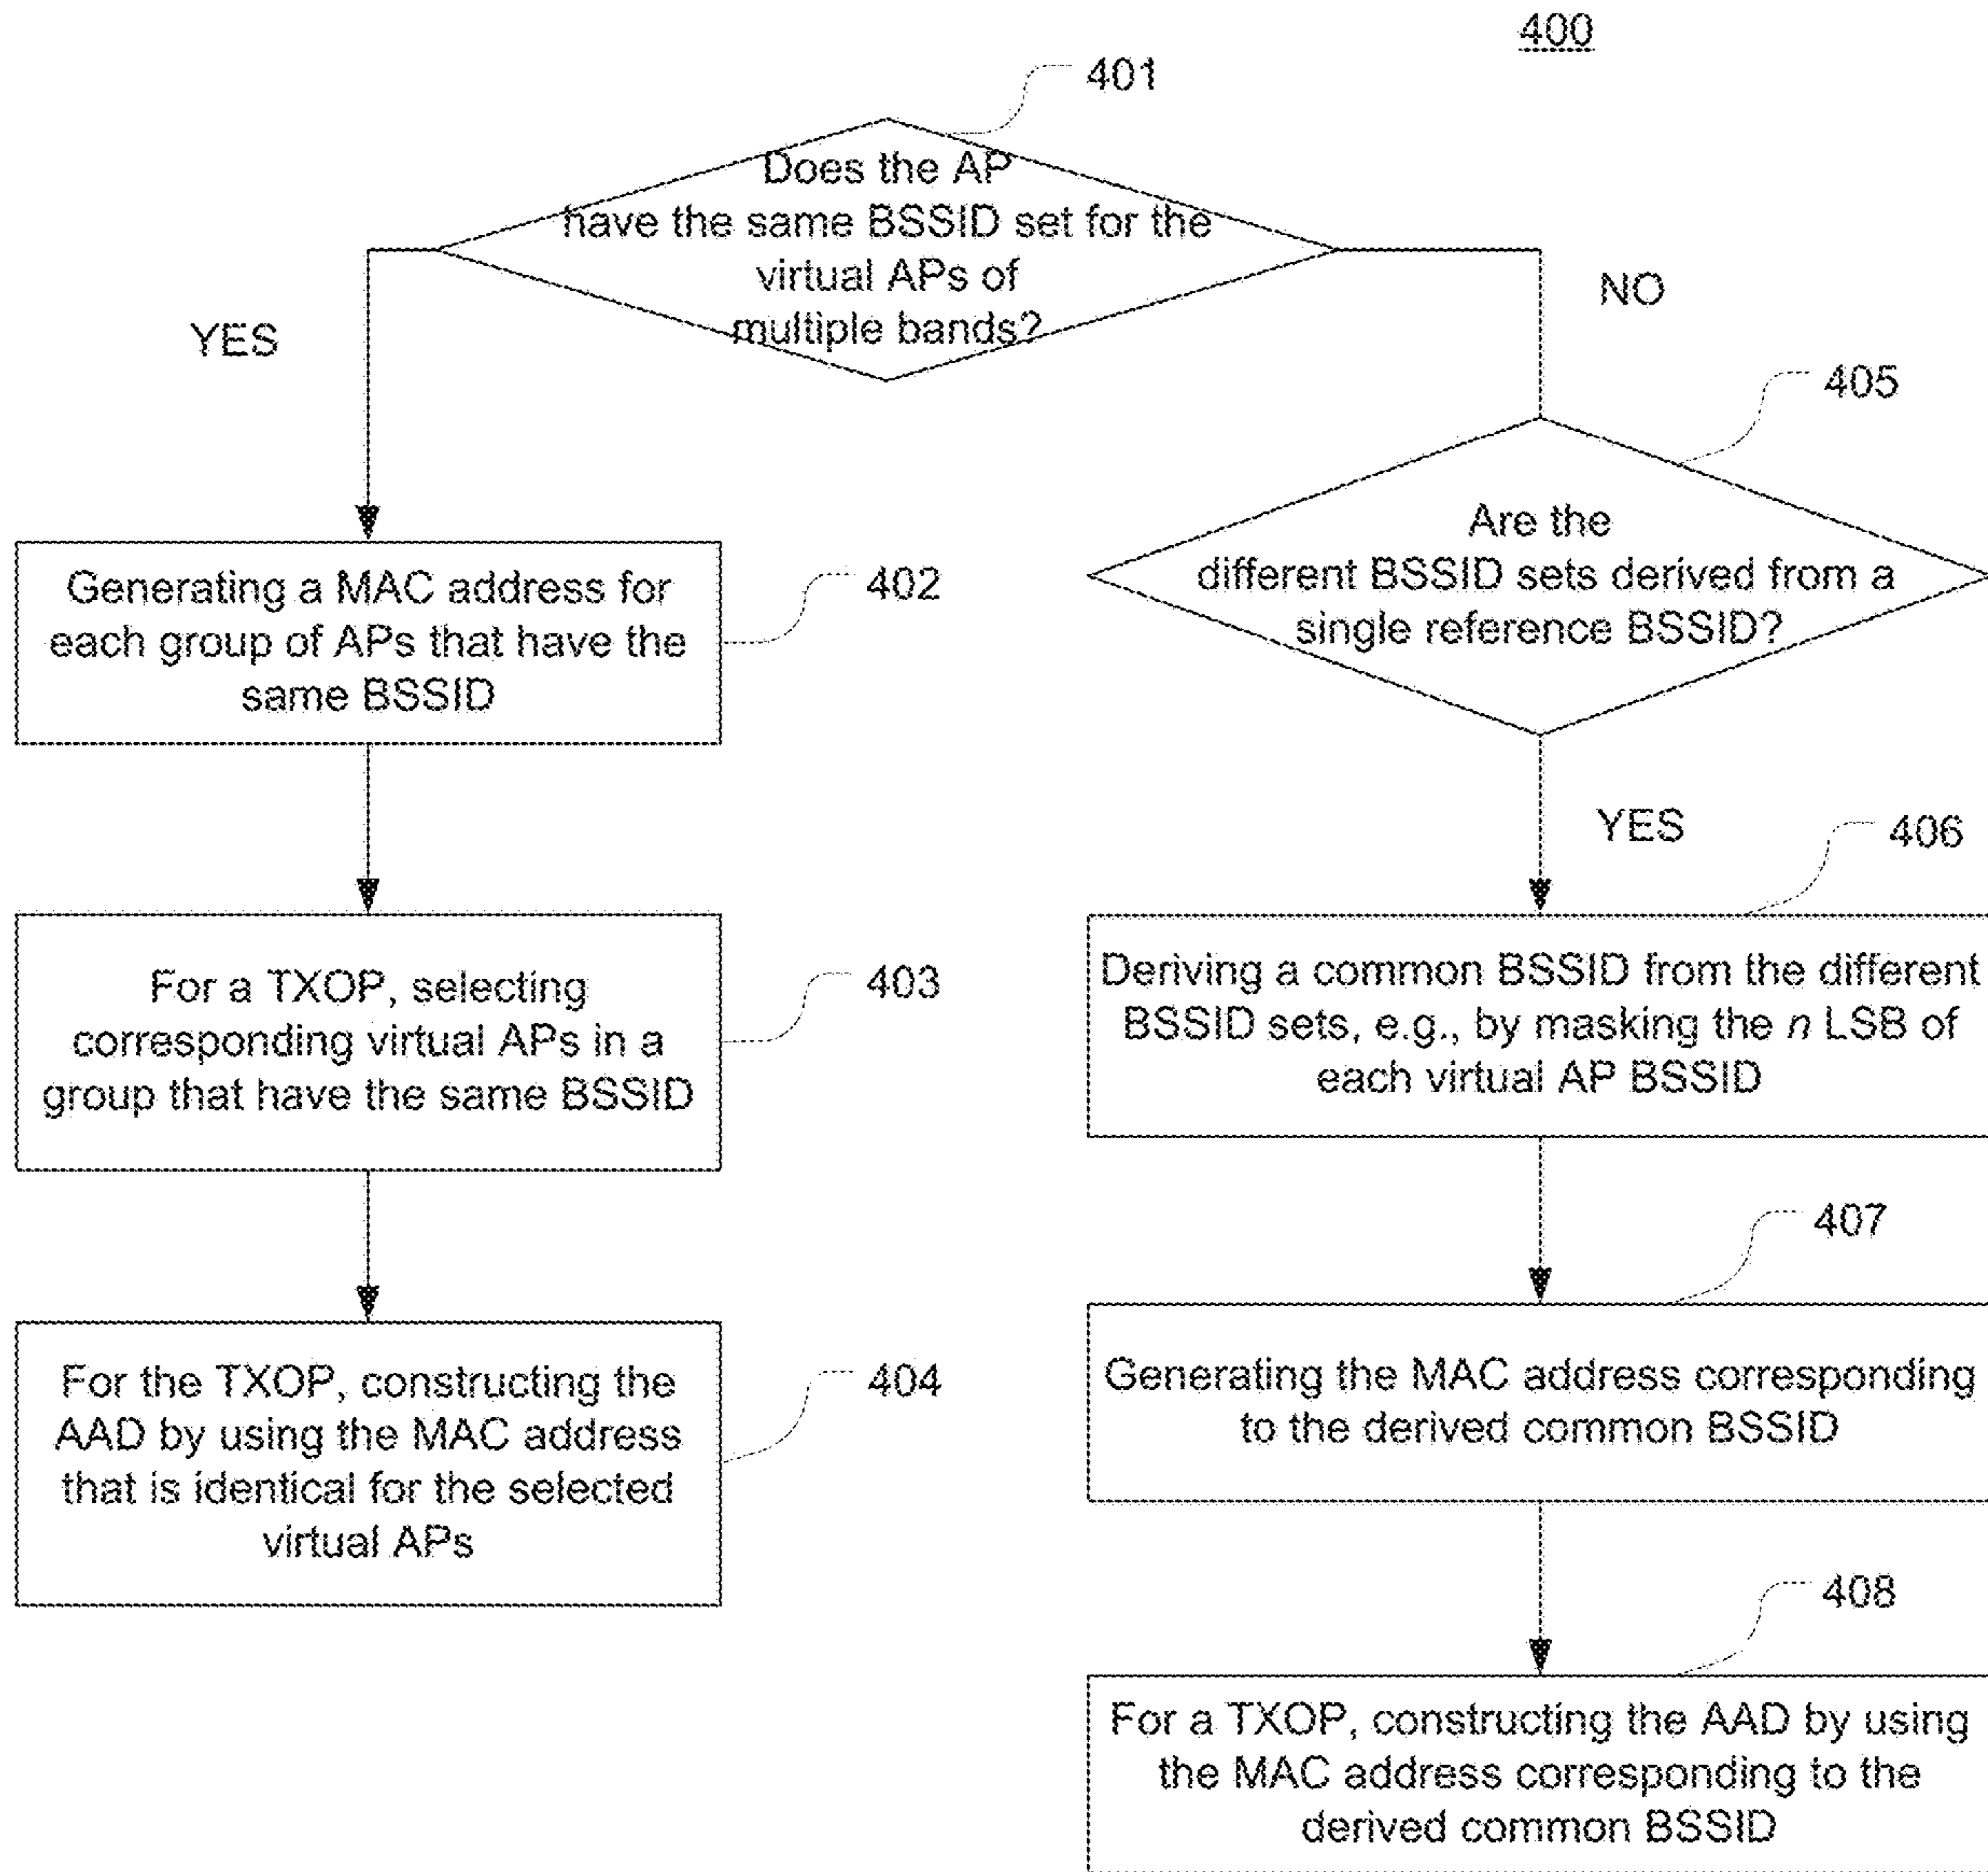 400
401
Does the AP
have the same BSSID set for the
virtual APs of
multiple bands?
YES
NO
402
Generating a MAC address for
each group of APs that have the
same BSSID
403
For a TXOP, selecting
corresponding virtual APs in a
group that have the same BSSID
404
For the TXOP, constructing the
AAD by using the MAC address
that is identical for the selected
virtual APs
405
Are the
different BSSID sets derived from a
single reference BSSID?
YES
406
Deriving a common BSSID from the different
BSSID sets, e.g., by masking the n LSB of
each virtual AP BSSID
407
Generating the MAC address corresponding
to the derived common BSSID
408
For a TXOP, constructing the AAD by using
the MAC address corresponding to the
derived common BSSID